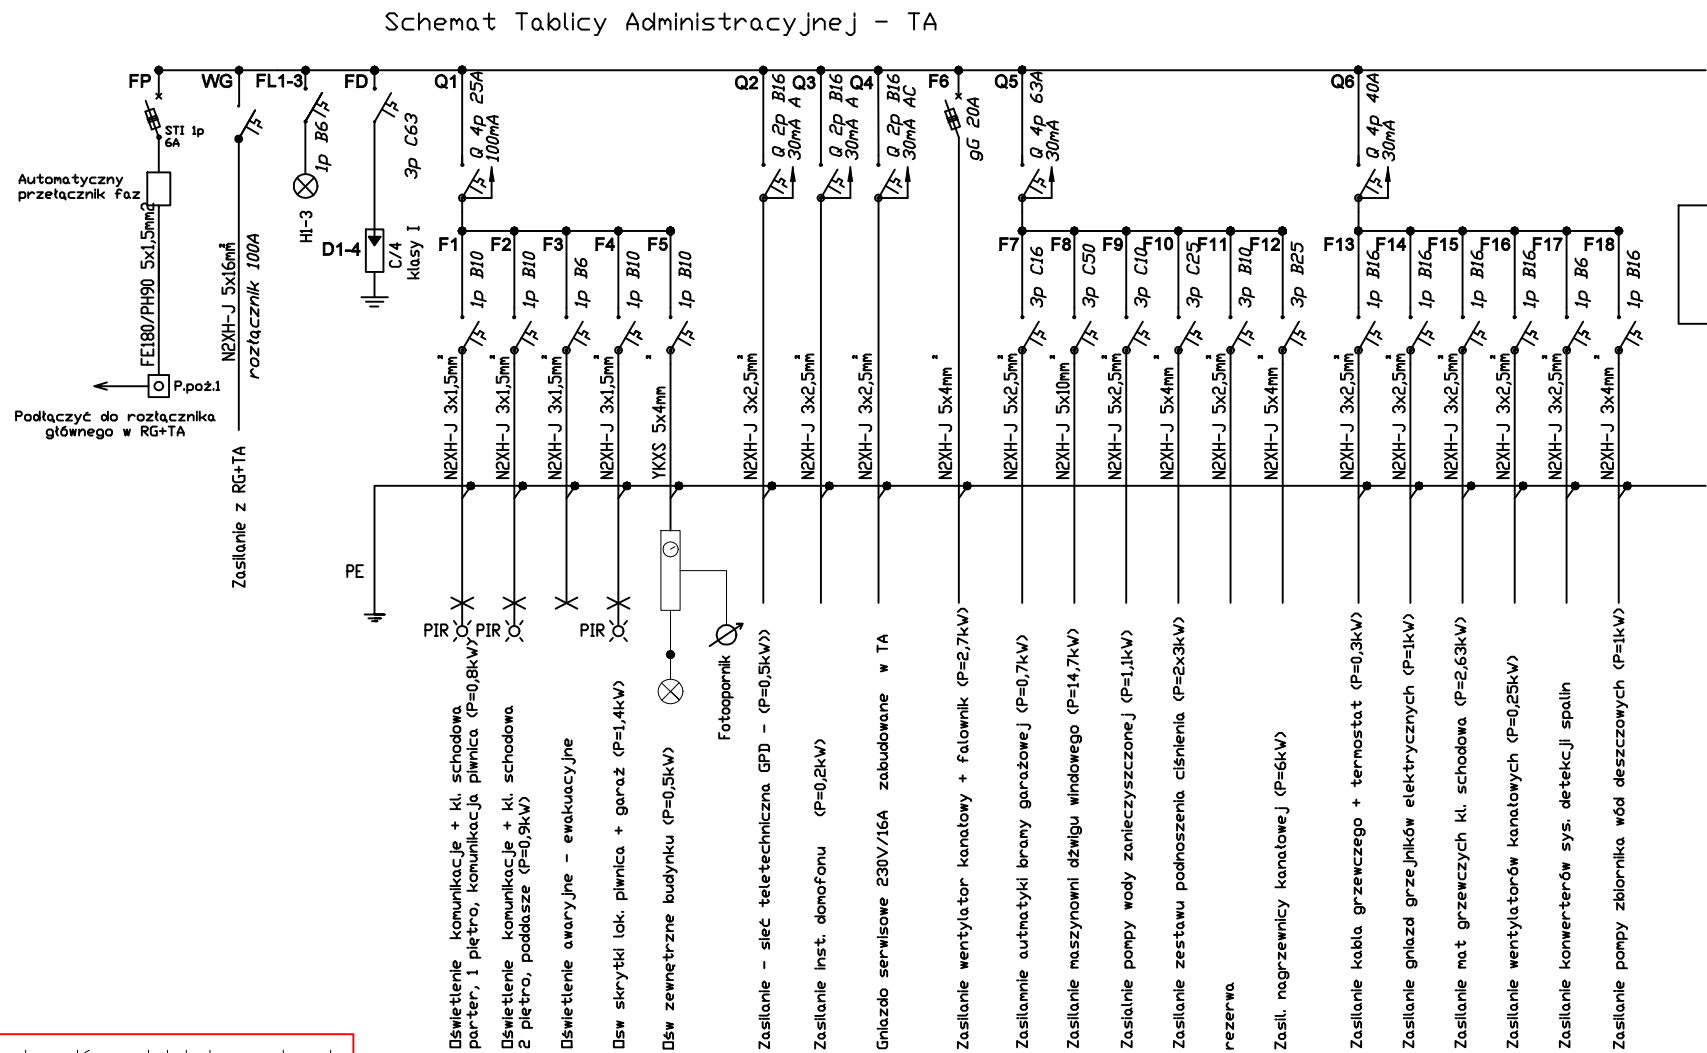 Schemat Tablicy Administracyjnej - TA
FP
STI 1p
6A
Automatyczny
przełącznik faz
FE180/PH90 5x1,5mm2
P.poż.1
Podłączyć do rozłącznika
głównego w RG+TA
WG
N2XH-J 5x16mm²
rozłącznik 100A
Zasilanie z RG+TA
FL1-3
1p B6
H1-3
FD
3p C63
D1-4
C/4
klasy I
PE
Q1
Q 4p 25A
100mA
F1
1p B10
N2XH-J 3x1,5mm²
PIR
Oświetlenie komunikacje + kl. schodowa
parter, 1 piętro, komunikacja piwnica (P=0,8kW)
F2
1p B10
N2XH-J 3x1,5mm²
PIR
Oświetlenie komunikacje + kl. schodowa
2 piętro, poddasze (P=0,9kW)
F3
1p B6
N2XH-J 3x1,5mm²
Oświetlenie awaryjne - ewakuacyjne
F4
1p B10
N2XH-J 3x1,5mm²
PIR
Osw skrytki lok. piwnica + garaż (P=1,4kW)
F5
1p B10
YKXS 5x4mm²
Fotoopornik
Ośw zewnętrzne budynku (P=0,5kW)
Q2
Q 2p B16
30mA A
N2XH-J 3x2,5mm²
Zasilanie - sieć teletechniczna GPD - (P=0,5kW))
Q3
Q 2p B16
30mA A
N2XH-J 3x2,5mm²
Zasilanie inst. domofonu (P=0,2kW)
Q4
Q 2p B16
30mA AC
N2XH-J 3x2,5mm²
Gniazdo serwisowe 230V/16A zabudowane w TA
F6
gG 20A
N2XH-J 5x4mm²
Zasilanie wentylator kanałowy + falownik (P=2,7kW)
Q5
Q 4p 63A
30mA
F7
3p C16
N2XH-J 5x2,5mm²
Zasilamnie autmatyki bramy garażowej (P=0,7kW)
F8
3p C50
N2XH-J 5x10mm²
Zasilanie maszynowni dźwigu windowego (P=14,7kW)
F9
3p C10
N2XH-J 5x2,5mm²
Zasialnie pompy wody zanieczyszczonej (P=1,1kW)
F10
3p C25
N2XH-J 5x4mm²
Zasilanie zestawu podnoszenia ciśnienia (P=2x3kW)
F11
3p B10
N2XH-J 5x2,5mm²
rezerwa
F12
3p B25
N2XH-J 5x4mm²
Zasil. nagrzewnicy kanałowej (P=6kW)
Q6
Q 4p 40A
30mA
F13
1p B16
N2XH-J 3x2,5mm²
Zasilanie kabla grzewczego + termostat (P=0,3kW)
F14
1p B16
N2XH-J 3x2,5mm²
Zasilanie gniazd grzejników elektrycznych (P=1kW)
F15
1p B16
N2XH-J 3x2,5mm²
Zasilanie mat grzewczych kl. schodowa (P=2,63kW)
F16
1p B16
N2XH-J 3x2,5mm²
Zasilanie wentylatorów kanałowych (P=0,25kW)
F17
1p B6
N2XH-J 3x2,5mm²
Zasilanie konwerterów sys. detekcji spalin
F18
1p B16
N2XH-J 3x4mm²
Zasilanie pompy zbiornika wód deszczowych (P=1kW)